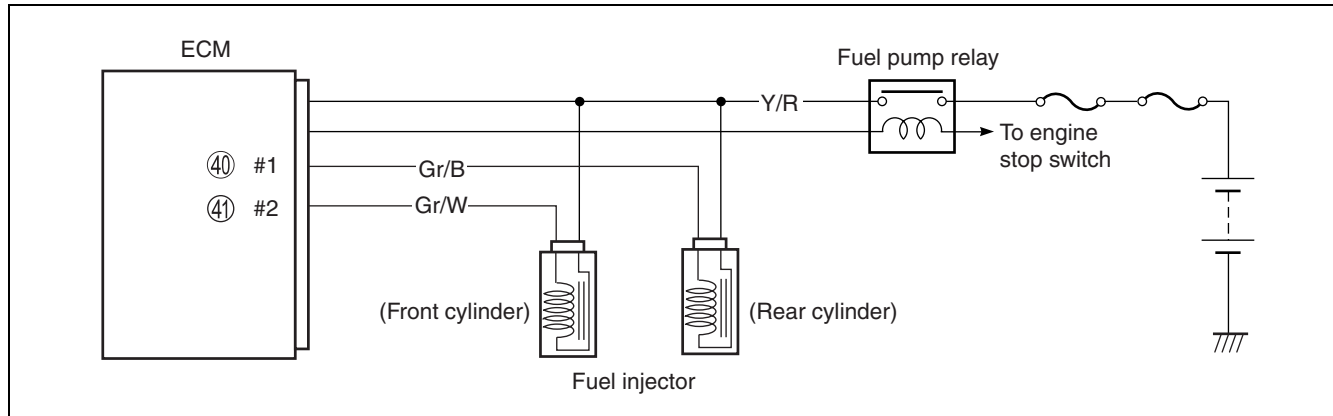 ECM
Fuel pump relay
Y/R
To engine
stop switch
㊵ #1
Gr/B
㊶ #2
Gr/W
(Front cylinder)
(Rear cylinder)
Fuel injector